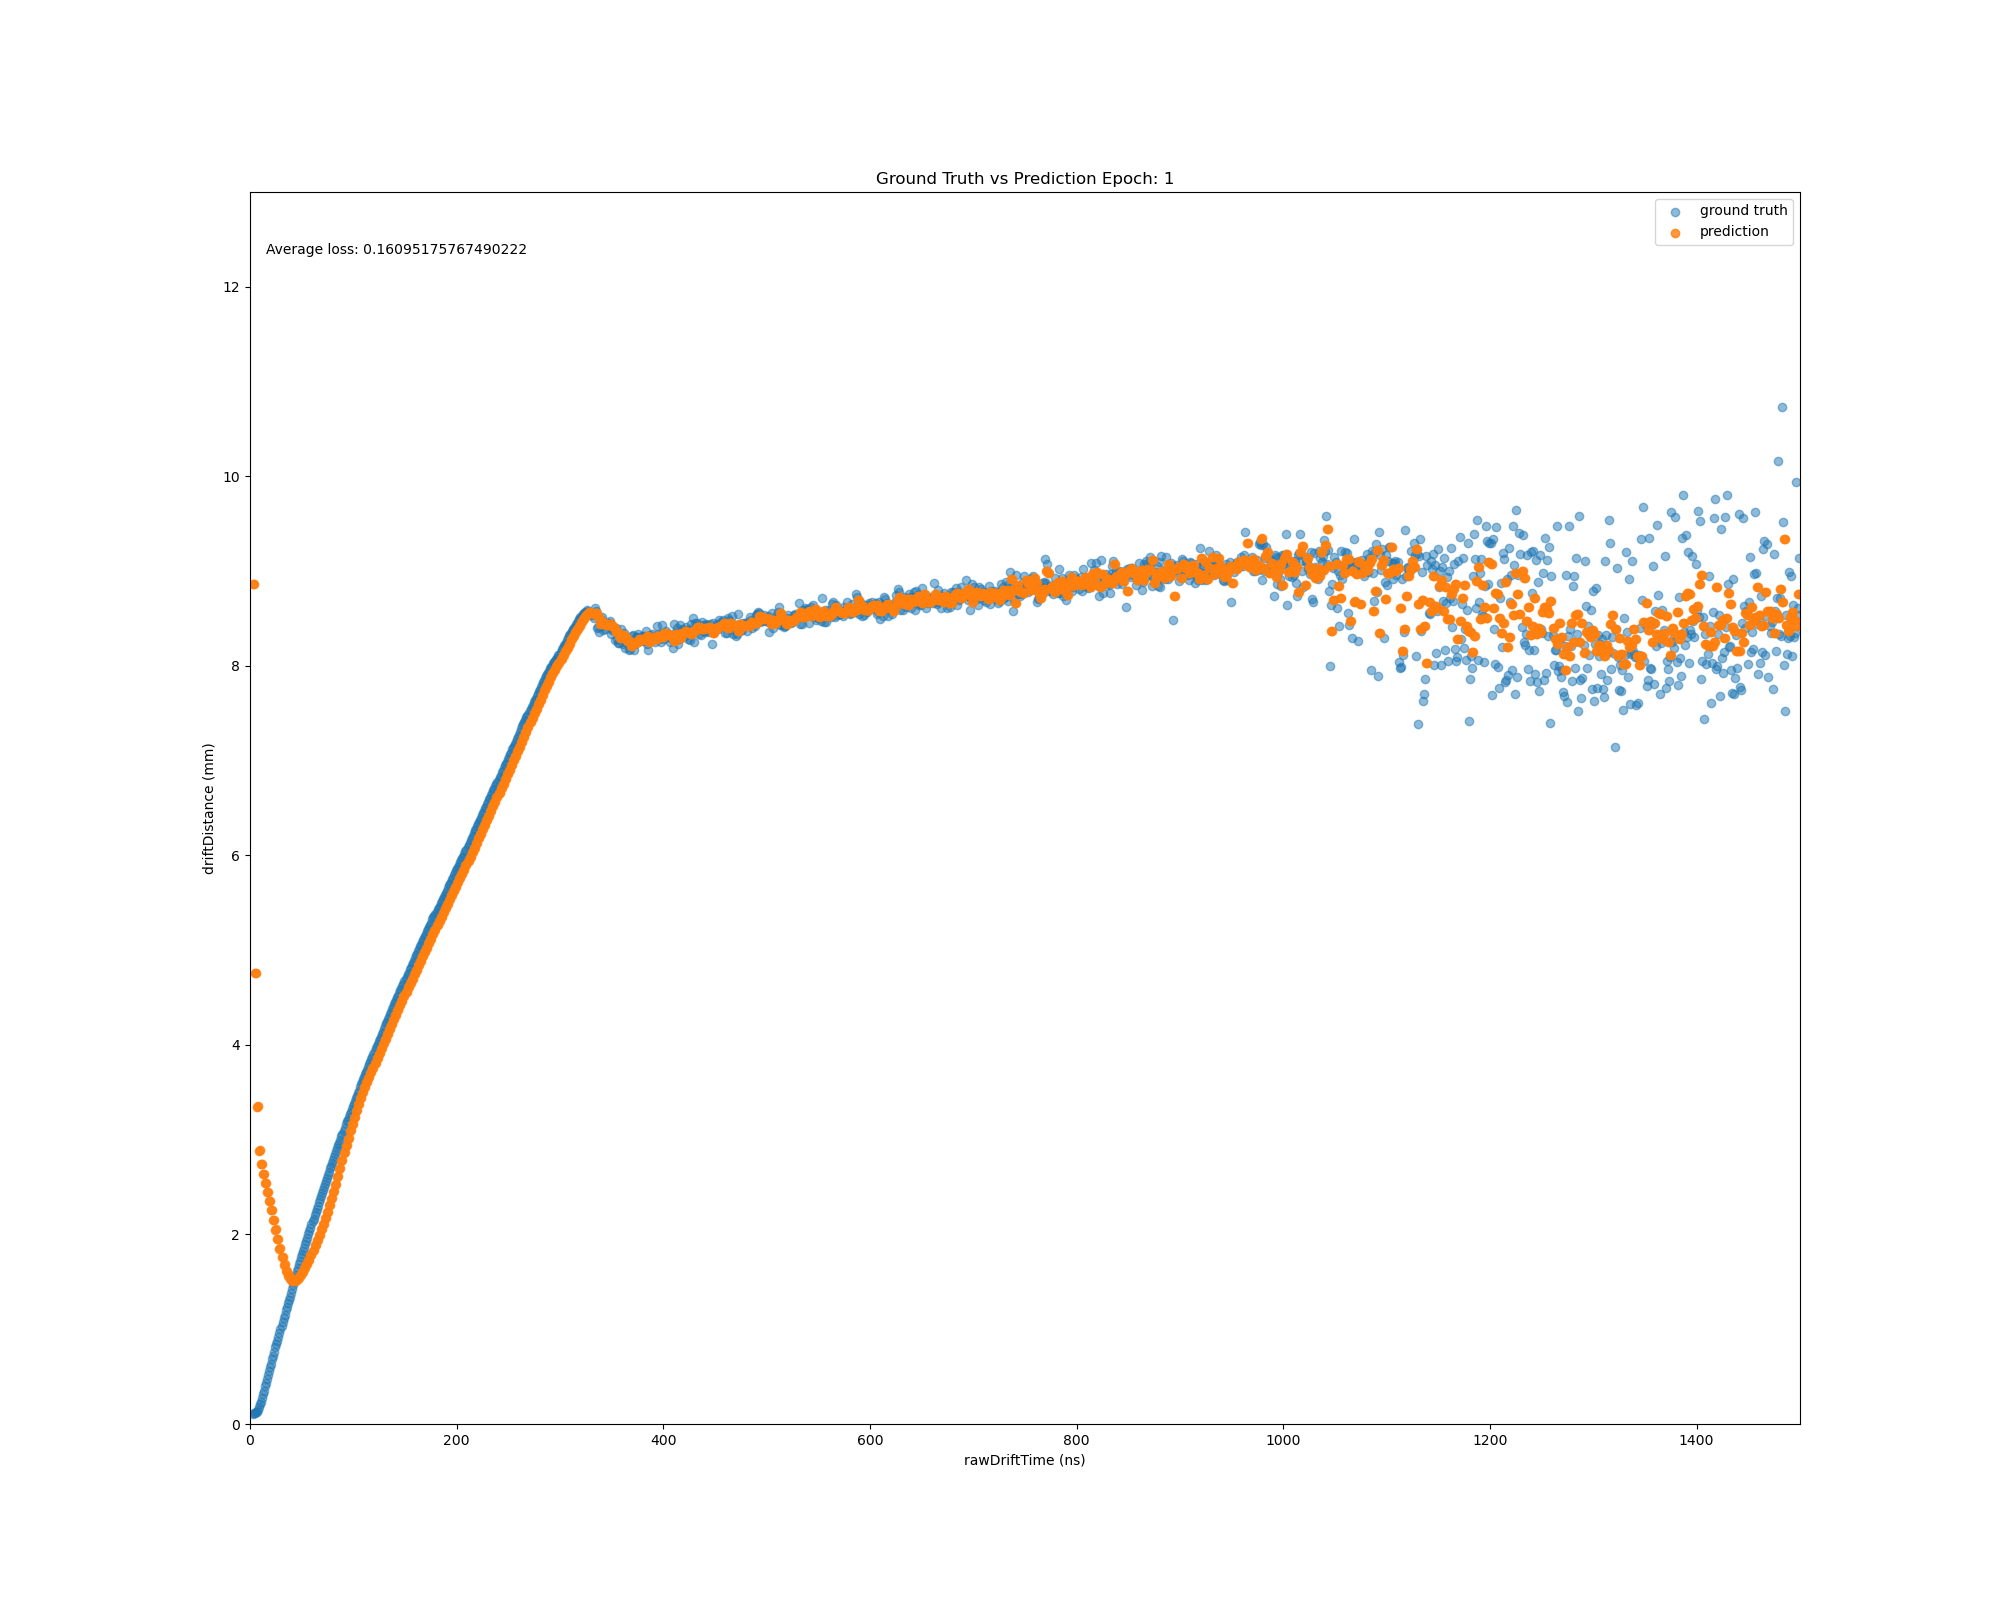 Ground Truth vs Prediction Epoch: 1
ground truth
prediction
Average loss: 0.16095175767490222
12
10
8
6
4
2
0
driftDistance (mm)
0 200 400 600 800 1000 1200 1400
rawDriftTime (ns)